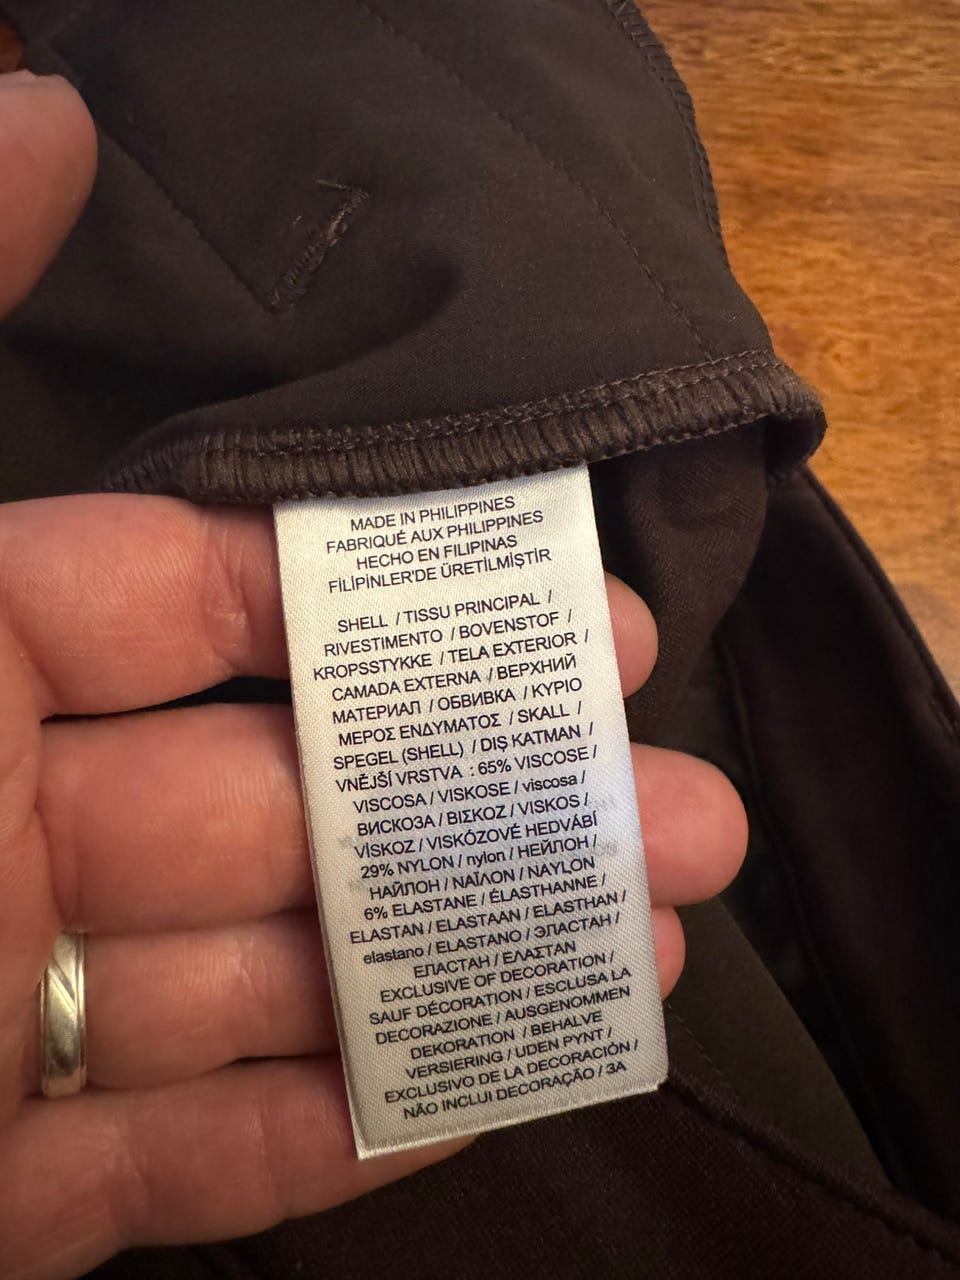 MADE IN PHILIPPINES
FABRIQUÉ AUX PHILIPPINES
HECHO EN FILIPINAS
FİLİPİNLER'DE ÜRETİLMİŞTİR
SHELL / TISSU PRINCIPAL /
RIVESTIMENTO / BOVENSTOF /
KROPSSTYKKE / TELA EXTERIOR /
CAMADA EXTERNA / ВЕРХНИЙ
МАТЕРИАЛ / ОБВИВКА / ΚΥΡΙΟ
ΜΕΡΟΣ ΕΝΔΥΜΑΤΟΣ / SKALL /
SPEGEL (SHELL) / DIŞ KATMAN /
VNĚJŠÍ VRSTVA : 65% VISCOSE /
VISCOSA / VISKOSE / viscosa /
ВИСКОЗА / ΒΙΣΚΟΖ / VISKOS /
VİSKOZ / VISKÓZOVÉ HEDVÁBÍ
29% NYLON / nylon / НЕЙЛОН /
НАЙЛОН / ΝΑΪΛΟΝ / NAYLON
6% ELASTANE / ÉLASTHANNE /
ELASTAN / ELASTAAN / ELASTHAN /
elastano / ELASTANO / ЭЛАСТАН /
ЕЛАСТАН / ΕΛΑΣΤΑΝ
EXCLUSIVE OF DECORATION /
SAUF DÉCORATION / ESCLUSA LA
DECORAZIONE / AUSGENOMMEN
DEKORATION / BEHALVE
VERSIERING / UDEN PYNT /
EXCLUSIVO DE LA DECORACIÓN /
NÃO INCLUI DECORAÇÃO / ЗА